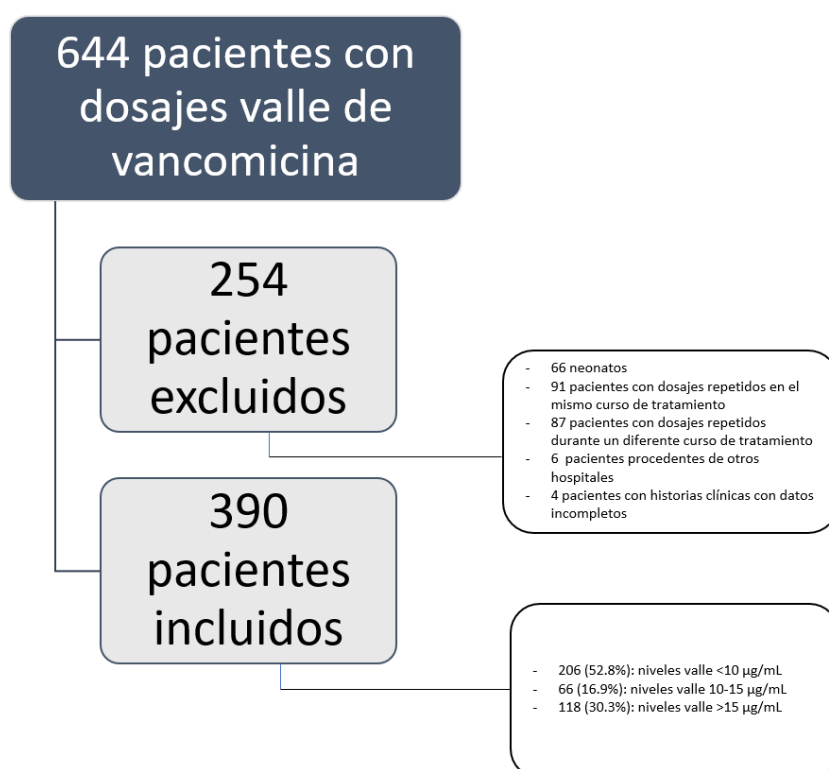 644 pacientes con
dosajes valle de
vancomicina
254
pacientes
excluidos
- 66 neonatos
- 91 pacientes con dosajes repetidos en el
mismo curso de tratamiento
- 87 pacientes con dosajes repetidos
durante un diferente curso de tratamiento
- 6 pacientes procedentes de otros
hospitales
- 4 pacientes con historias clínicas con datos
incompletos
390
pacientes
incluidos
- 206 (52.8%): niveles valle <10 µg/mL
- 66 (16.9%): niveles valle 10-15 µg/mL
- 118 (30.3%): niveles valle >15 µg/mL